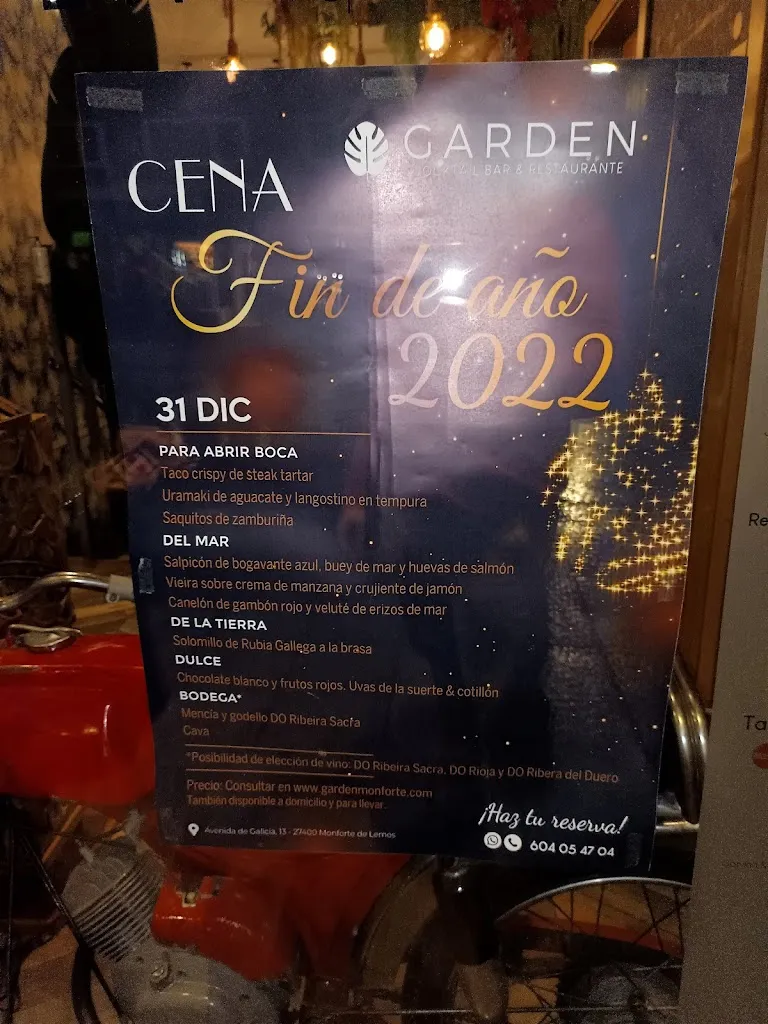 GARDEN
COCKTAIL BAR & RESTAURANTE
CENA
Fin de año
2022
31 DIC
PARA ABRIR BOCA
Taco crispy de steak tartar
Uramaki de aguacate y langostino en tempura
Saquitos de zamburiña
DEL MAR
Salpicón de bogavante azul, buey de mar y huevas de salmón
Vieira sobre crema de manzana y crujiente de jamón
Canelón de gambón rojo y veluté de erizos de mar
DE LA TIERRA
Solomillo de Rubia Gallega a la brasa
DULCE
Chocolate blanco y frutos rojos. Uvas de la suerte & cotillón
BODEGA*
Mencía y godello DO Ribeira Sacra
Cava
*Posibilidad de elección de vino: DO Ribeira Sacra, DO Rioja y DO Ribera del Duero
Precio: Consultar en www.gardenmonforte.com
También disponible a domicilio y para llevar.
¡Haz tu reserva!
Avenida de Galicia, 13 - 27400 Monforte de Lemos
604 05 47 04
Re
Ta